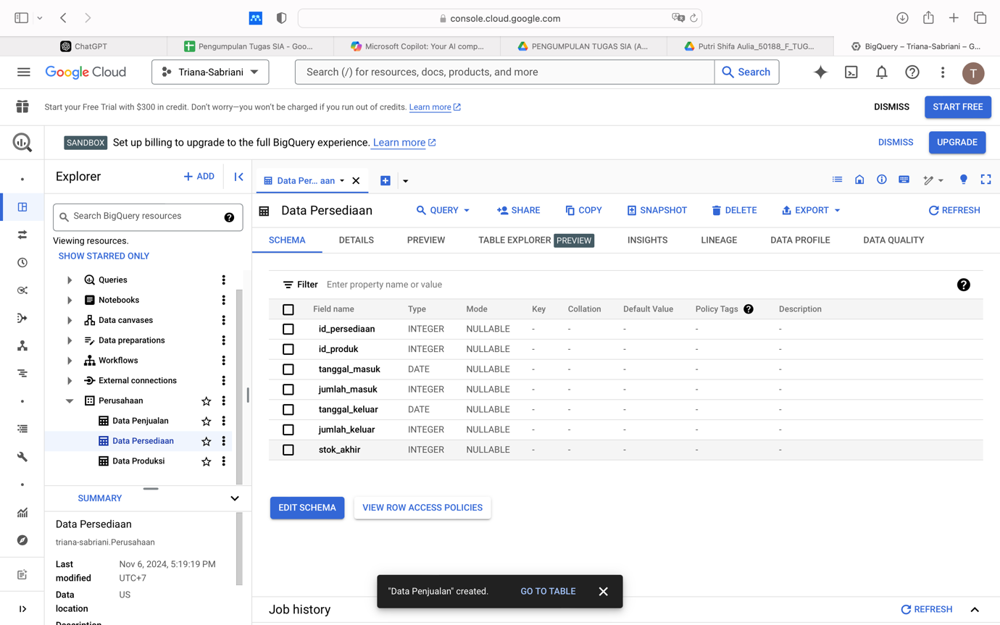 console.cloud.google.com
ChatGPT
Pengumpulan Tugas SIA - Goo...
Microsoft Copilot: Your AI comp...
PENGUMPULAN TUGAS SIA (A...
Putri Shifa Aulia_50188_F_TUG...
BigQuery – Triana-Sabriani – G...
Google Cloud
Triana-Sabriani
Search (/) for resources, docs, products, and more
Search
T
Start your Free Trial with $300 in credit. Don't worry—you won't be charged if you run out of credits. Learn more
DISMISS
START FREE
SANDBOX Set up billing to upgrade to the full BigQuery experience. Learn more
DISMISS
UPGRADE
Explorer
+ ADD
Search BigQuery resources
Viewing resources.
SHOW STARRED ONLY
Queries
Notebooks
Data canvases
Data preparations
Workflows
External connections
Perusahaan
Data Penjualan
Data Persediaan
Data Produksi
SUMMARY
Data Persediaan
triana-sabriani.Perusahaan
Last modified Nov 6, 2024, 5:19:19 PM UTC+7
Data location US
Description
Data Per... aan
Data Persediaan
QUERY
SHARE
COPY
SNAPSHOT
DELETE
EXPORT
REFRESH
SCHEMA DETAILS PREVIEW TABLE EXPLORER PREVIEW INSIGHTS LINEAGE DATA PROFILE DATA QUALITY
Filter Enter property name or value
Field name Type Mode Key Collation Default Value Policy Tags Description
id_persediaan INTEGER NULLABLE - - - - -
id_produk INTEGER NULLABLE - - - - -
tanggal_masuk DATE NULLABLE - - - - -
jumlah_masuk INTEGER NULLABLE - - - - -
tanggal_keluar DATE NULLABLE - - - - -
jumlah_keluar INTEGER NULLABLE - - - - -
stok_akhir INTEGER NULLABLE - - - - -
EDIT SCHEMA
VIEW ROW ACCESS POLICIES
"Data Penjualan" created. GO TO TABLE
Job history
REFRESH